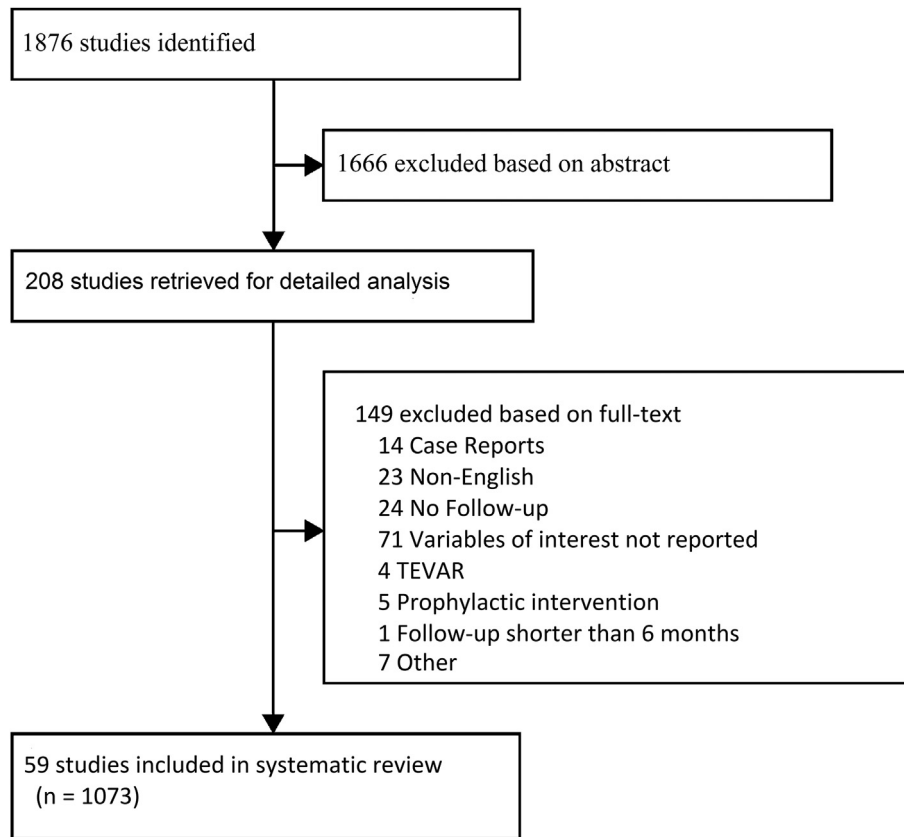 1876 studies identified
1666 excluded based on abstract
208 studies retrieved for detailed analysis
149 excluded based on full-text
14 Case Reports
23 Non-English
24 No Follow-up
71 Variables of interest not reported
4 TEVAR
5 Prophylactic intervention
1 Follow-up shorter than 6 months
7 Other
59 studies included in systematic review
(n = 1073)